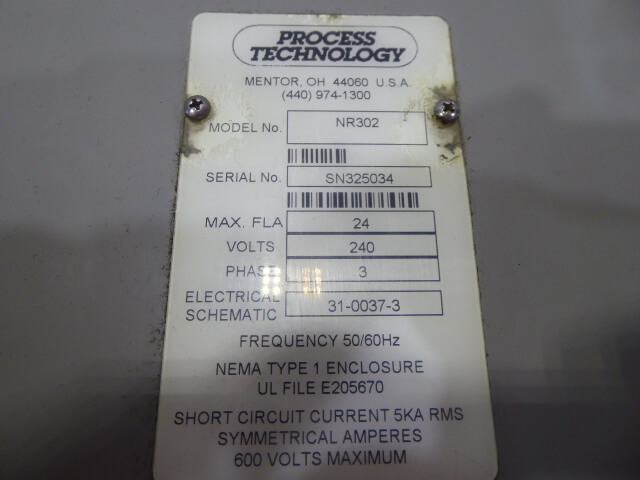 PROCESS
TECHNOLOGY
MENTOR, OH 44060 U.S.A.
(440) 974-1300
MODEL No. NR302
SERIAL No. SN325034
MAX. FLA 24
VOLTS 240
PHASE 3
ELECTRICAL
SCHEMATIC 31-0037-3
FREQUENCY 50/60Hz
NEMA TYPE 1 ENCLOSURE
UL FILE E205670
SHORT CIRCUIT CURRENT 5KA RMS
SYMMETRICAL AMPERES
600 VOLTS MAXIMUM